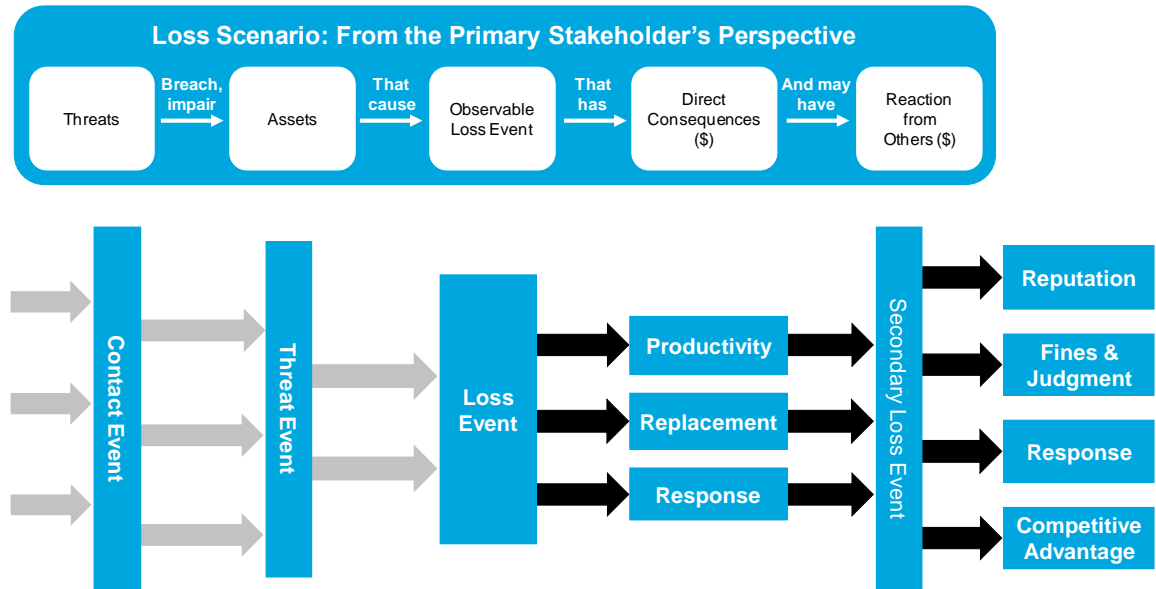 Loss Scenario: From the Primary Stakeholder's Perspective
Threats
Breach,
impair
Assets
That
cause
Observable
Loss Event
That
has
Direct
Consequences
($)
And may
have
Reaction
from
Others ($)
Contact Event
Threat Event
Loss
Event
Productivity
Replacement
Response
Secondary Loss Event
Reputation
Fines &
Judgment
Response
Competitive
Advantage